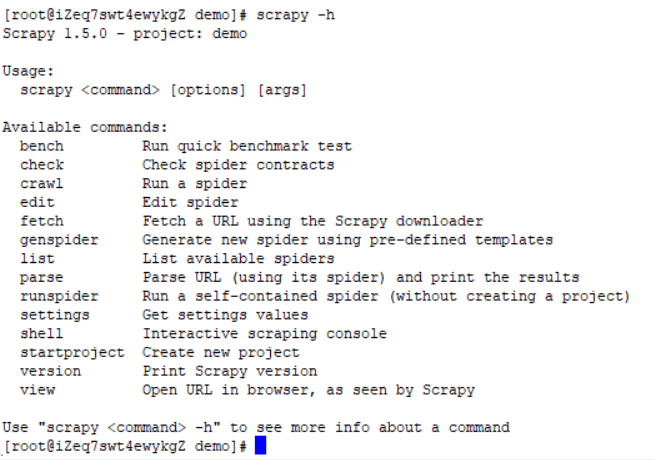 [root@iZeq7swt4ewykgZ demo]# scrapy -h
Scrapy 1.5.0 - project: demo
Usage:
scrapy <command> [options] [args]
Available commands:
bench Run quick benchmark test
check Check spider contracts
crawl Run a spider
edit Edit spider
fetch Fetch a URL using the Scrapy downloader
genspider Generate new spider using pre-defined templates
list List available spiders
parse Parse URL (using its spider) and print the results
runspider Run a self-contained spider (without creating a project)
settings Get settings values
shell Interactive scraping console
startproject Create new project
version Print Scrapy version
view Open URL in browser, as seen by Scrapy
Use "scrapy <command> -h" to see more info about a command
[root@iZeq7swt4ewykgZ demo]#